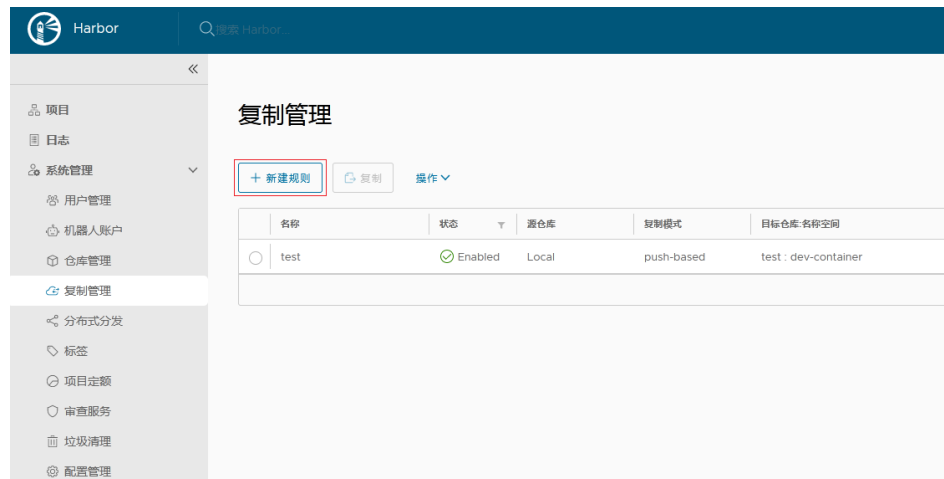 Harbor
搜索 Harbor...
项目
日志
系统管理
用户管理
机器人账户
仓库管理
复制管理
分布式分发
标签
项目定额
审查服务
垃圾清理
配置管理
复制管理
+ 新建规则 复制 操作
名称 状态 源仓库 复制模式 目标仓库:名称空间
test Enabled Local push-based test : dev-container